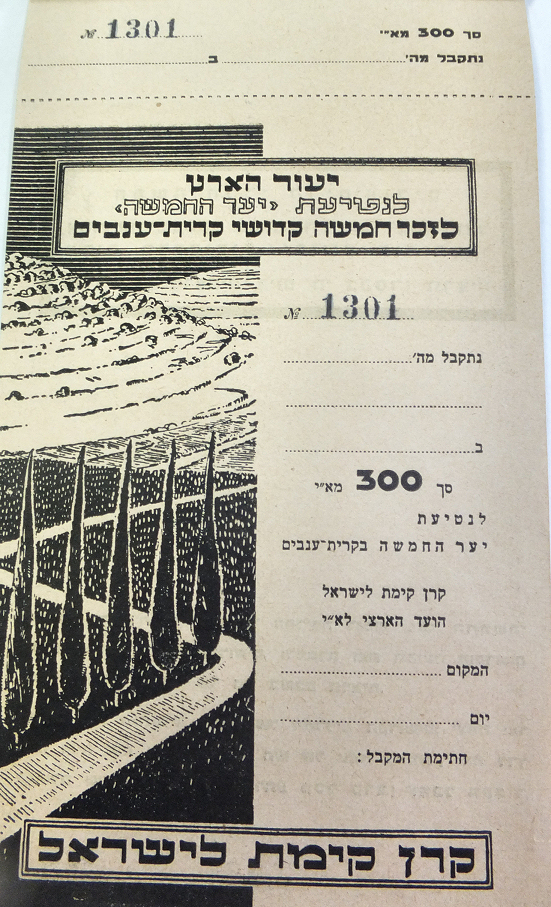 סך 300 מא״י № 1301
נתקבל מה׳ ב
יעור הארץ
לנטיעת «יער החמשה»
לזכר חמשה קדושי קרית־ענבים
№ 1301
נתקבל מה׳
ב
סך 300 מא״י
לנטיעת
יער החמשה בקרית־ענבים
קרן קימת לישראל
הועד הארצי לא״י
המקום
יום
חתימת המקבל:
קרן קימת לישראל